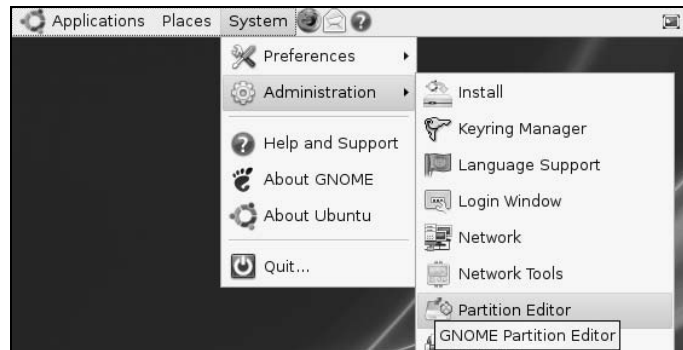 Applications Places System
Preferences
Administration
Help and Support
About GNOME
About Ubuntu
Quit...
Install
Keyring Manager
Language Support
Login Window
Network
Network Tools
Partition Editor
GNOME Partition Editor